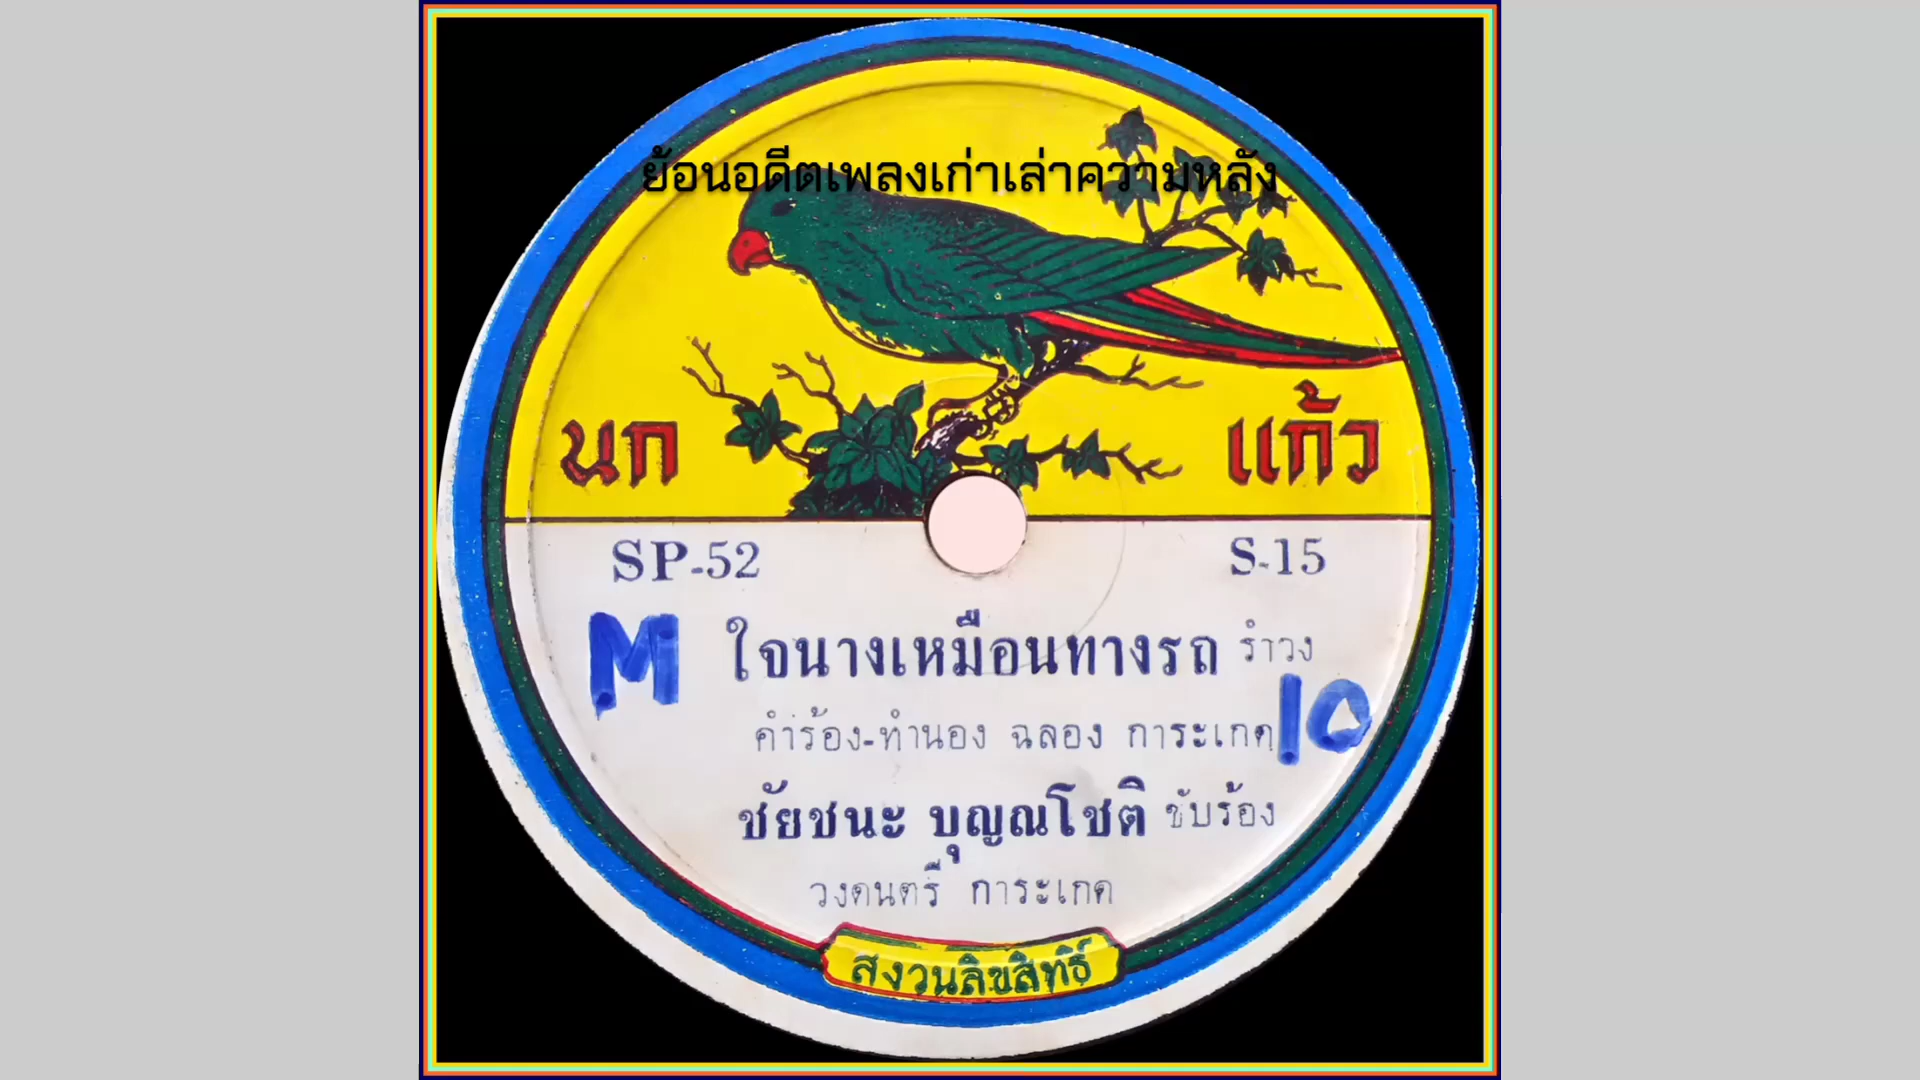 ย้อนอดีตเพลงเก่าเล่าความหลัง
นก แก้ว
SP-52 S-15
M ใจนางเหมือนทางรถ รำวง
คำร้อง-ทำนอง ฉลอง การะเกด 10
ชัยชนะ บุญณโชติ ขับร้อง
วงดนตรี การะเกด
สงวนลิขสิทธิ์